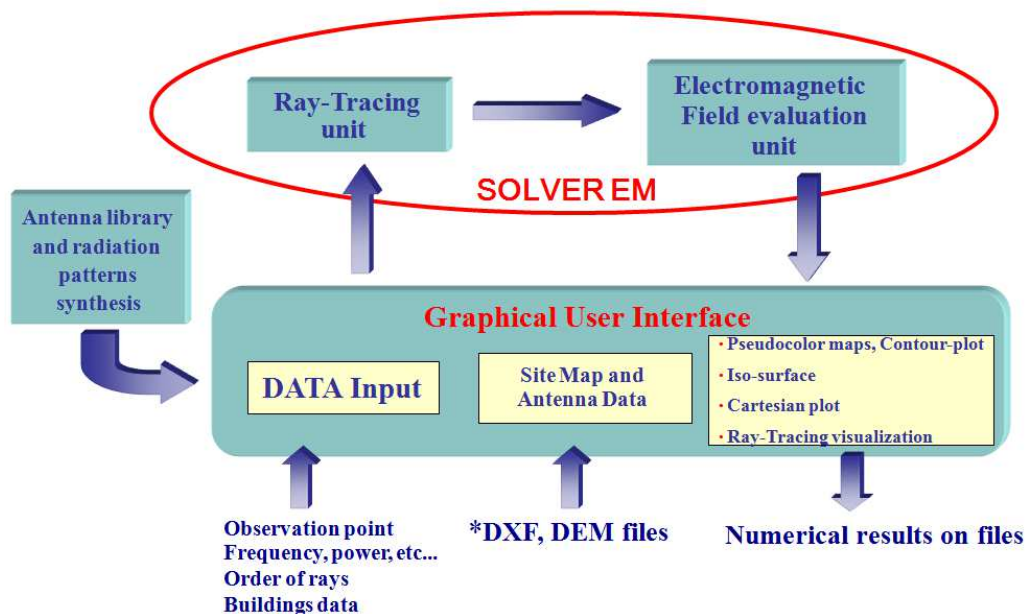 Ray-Tracing
unit
Electromagnetic
Field evaluation
unit
SOLVER EM
Antenna library
and radiation
patterns
synthesis
Graphical User Interface
DATA Input
Site Map and
Antenna Data
· Pseudocolor maps, Contour-plot
· Iso-surface
· Cartesian plot
· Ray-Tracing visualization
Observation point
Frequency, power, etc...
Order of rays
Buildings data
*DXF, DEM files
Numerical results on files